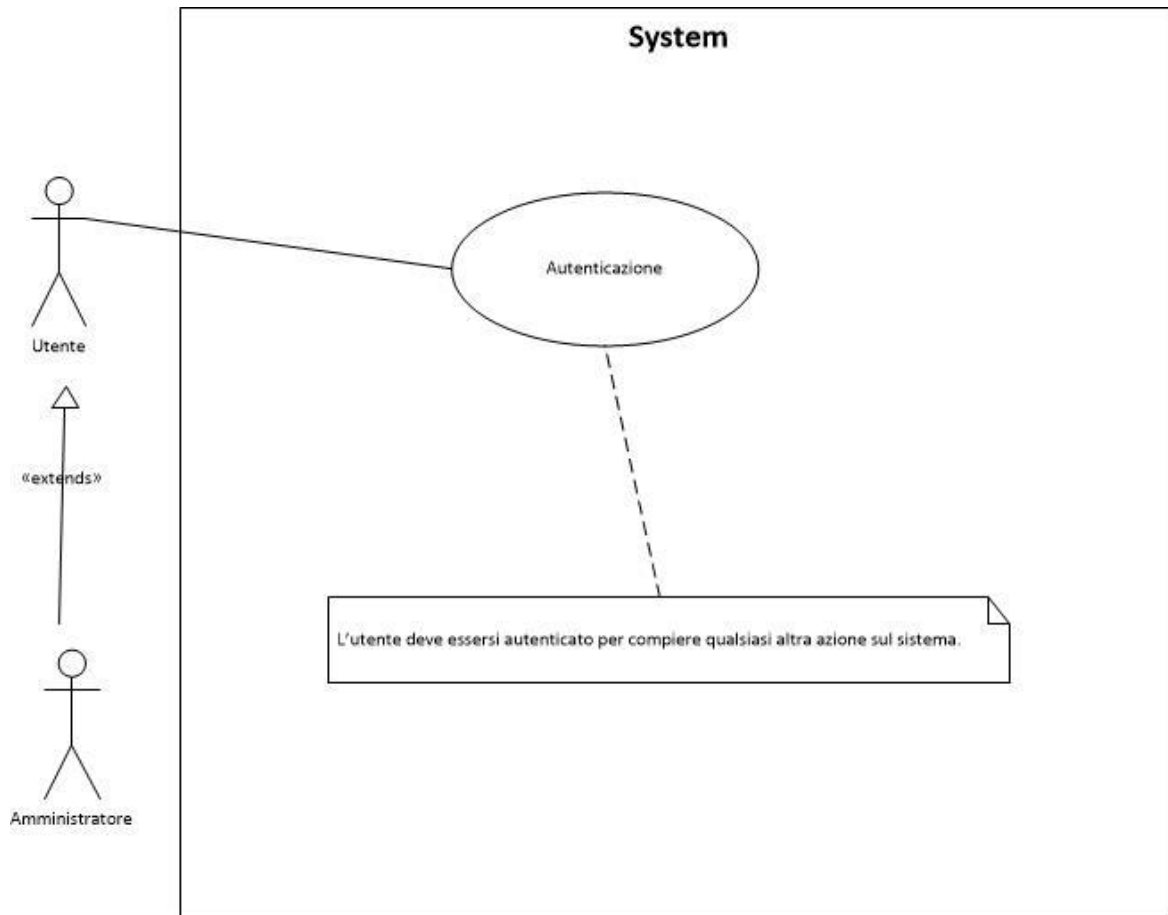 System
Autenticazione
Utente
«extends»
L'utente deve essersi autenticato per compiere qualsiasi altra azione sul sistema.
Amministratore